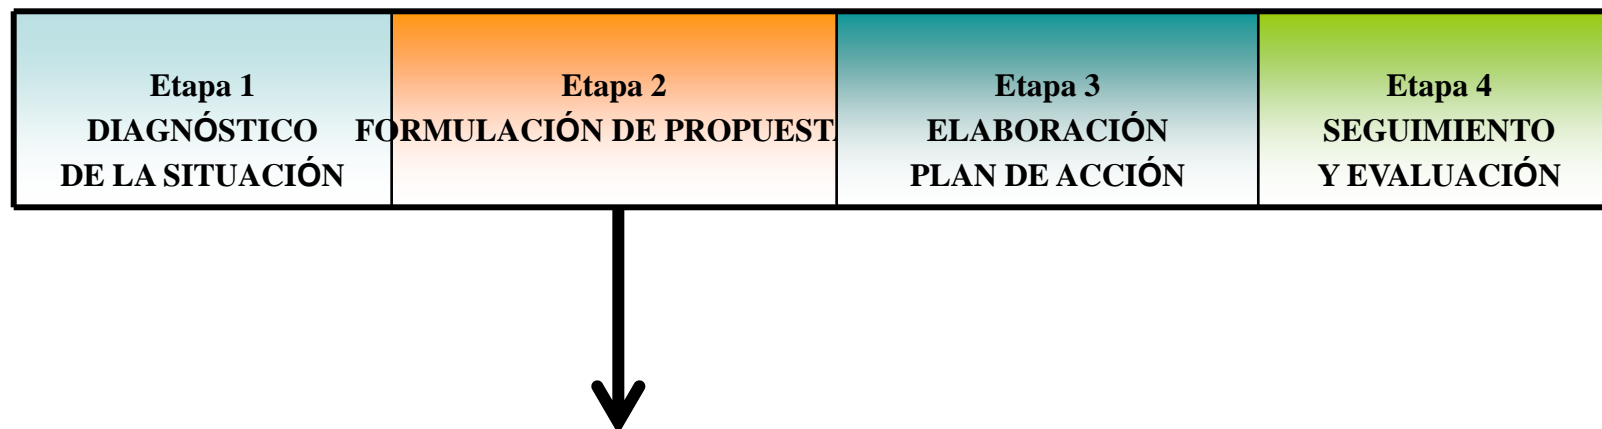 Etapa 1
DIAGNÓSTICO
DE LA SITUACIÓN
Etapa 2
FORMULACIÓN DE PROPUEST
Etapa 3
ELABORACIÓN
PLAN DE ACCIÓN
Etapa 4
SEGUIMIENTO
Y EVALUACIÓN